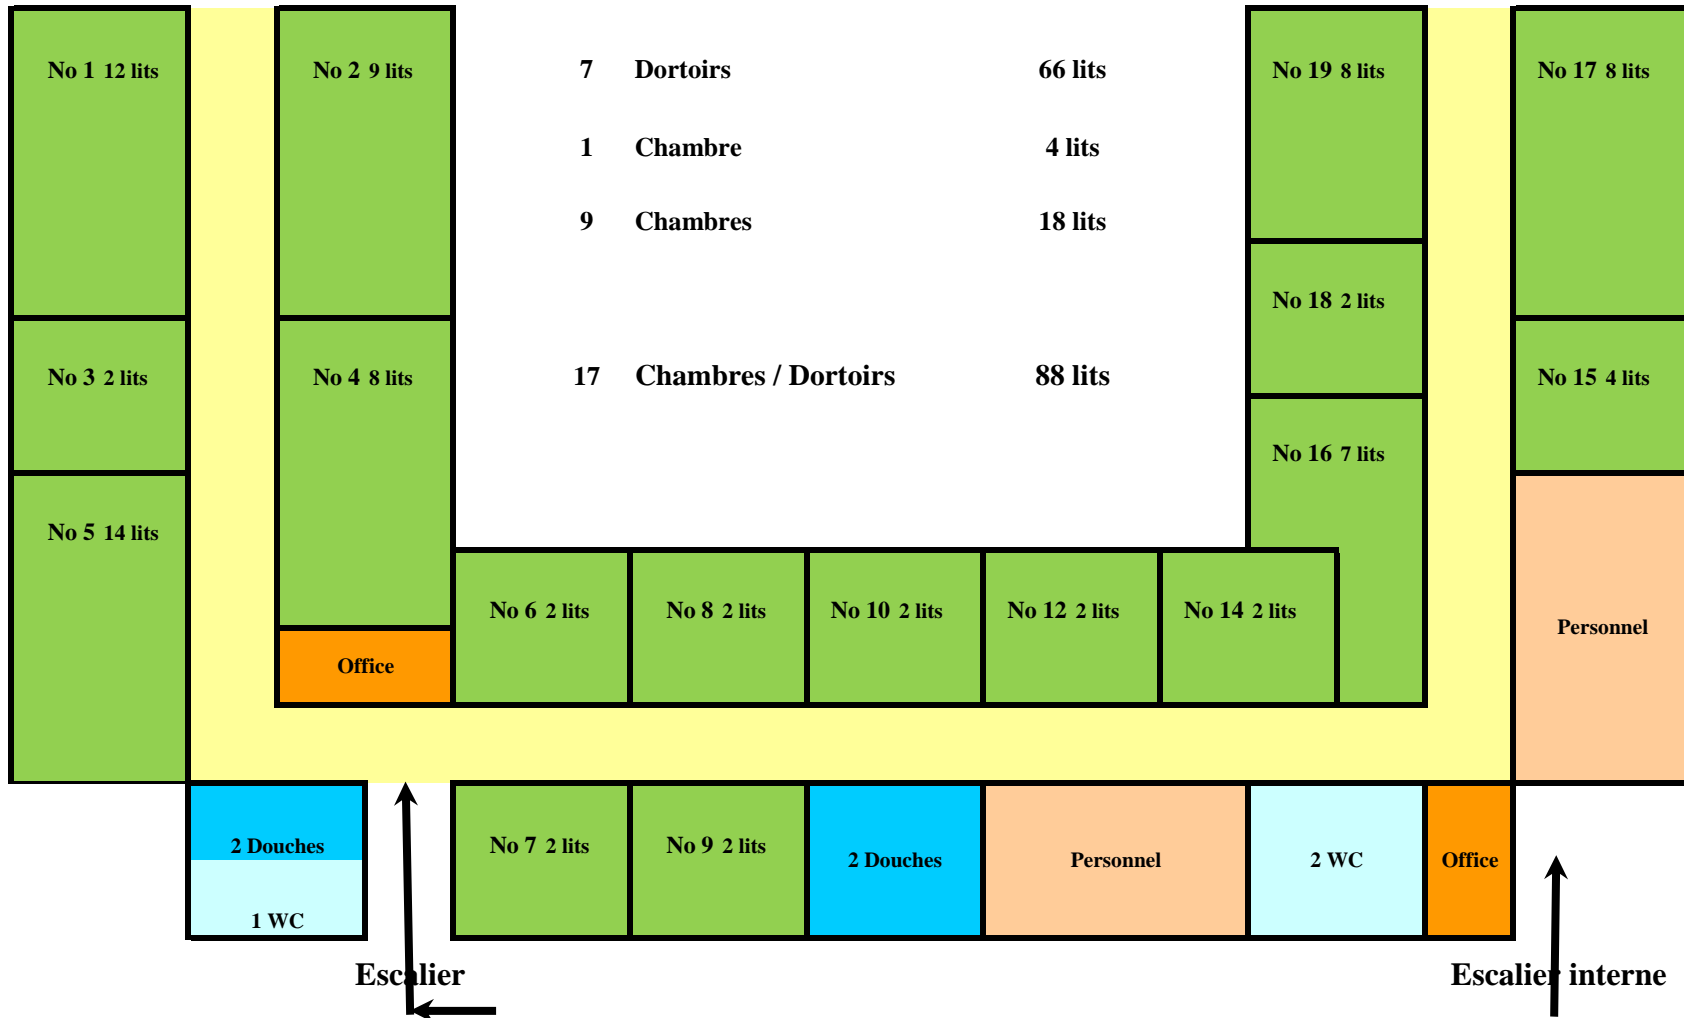 No 1 12 lits
No 2 9 lits
7 Dortoirs 66 lits
No 19 8 lits
No 17 8 lits
1 Chambre 4 lits
9 Chambres 18 lits
No 18 2 lits
No 3 2 lits
No 4 8 lits
17 Chambres / Dortoirs 88 lits
No 15 4 lits
No 16 7 lits
No 5 14 lits
No 6 2 lits
No 8 2 lits
No 10 2 lits
No 12 2 lits
No 14 2 lits
Personnel
Office
2 Douches
1 WC
No 7 2 lits
No 9 2 lits
2 Douches
Personnel
2 WC
Office
Escalier
Escalier interne